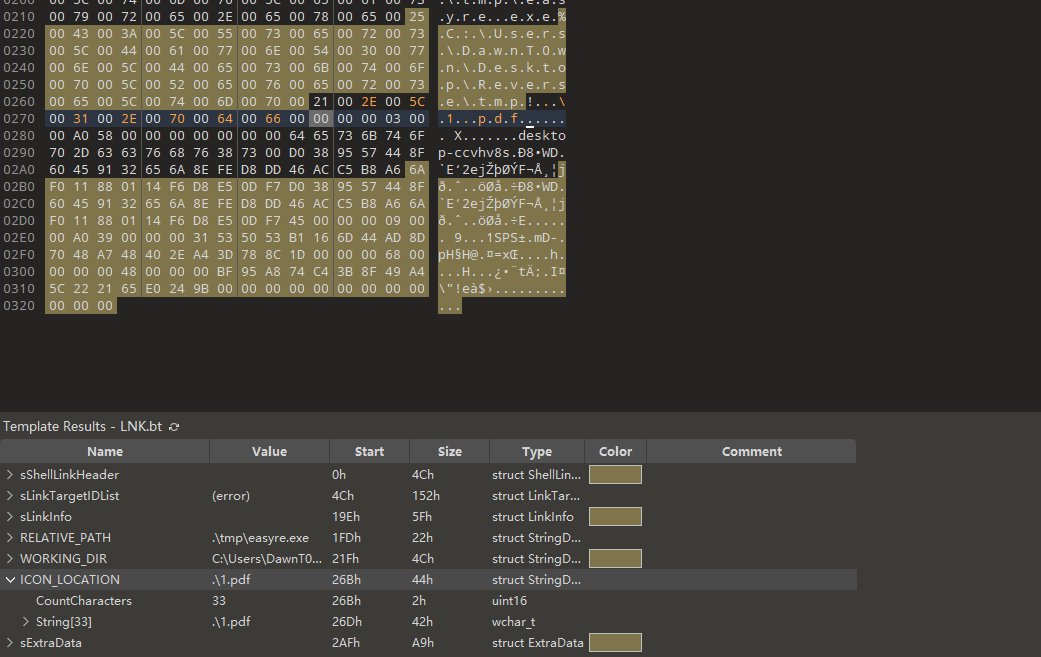 0210 00 79 00 72 00 65 00 2E 00 65 00 78 00 65 00 25 .y.r.e...e.x.e.%
0220 00 43 00 3A 00 5C 00 55 00 73 00 65 00 72 00 73 .C.:.\.U.s.e.r.s
0230 00 5C 00 44 00 61 00 77 00 6E 00 54 00 30 00 77 .\.D.a.w.n.T.0.w
0240 00 6E 00 5C 00 44 00 65 00 73 00 6B 00 74 00 6F .n.\.D.e.s.k.t.o
0250 00 70 00 5C 00 52 00 65 00 76 00 65 00 72 00 73 .p.\.R.e.v.e.r.s
0260 00 65 00 5C 00 74 00 6D 00 70 00 21 00 2E 00 5C .e.\.t.m.p.!...\
0270 00 31 00 2E 00 70 00 64 00 66 00 00 00 00 03 00 .1...p.d.f......
0280 00 A0 58 00 00 00 00 00 00 00 64 65 73 6B 74 6F . X.......deskto
0290 70 2D 63 63 76 68 76 38 73 00 D0 38 95 57 44 8F p-ccvhv8s.Ð8•WD.
02A0 60 45 91 32 65 6A 8E FE D8 DD 46 AC C5 B8 A6 6A `E‘2ejŽþØÝF¬Å¸¦j
02B0 F0 11 88 01 14 F6 D8 E5 0D F7 D0 38 95 57 44 8F ð.ˆ..öØå.÷Ð8•WD.
02C0 60 45 91 32 65 6A 8E FE D8 DD 46 AC C5 B8 A6 6A `E‘2ejŽþØÝF¬Å¸¦j
02D0 F0 11 88 01 14 F6 D8 E5 0D F7 45 00 00 00 09 00 ð.ˆ..öØå.÷E.....
02E0 00 A0 39 00 00 00 31 53 50 53 B1 16 6D 44 AD 8D . 9...1SPS±.mD-.
02F0 70 48 A7 48 40 2E A4 3D 78 8C 1D 00 00 00 68 00 pH§H@.¤=xŒ....h.
0300 00 00 00 48 00 00 00 BF 95 A8 74 C4 3B 8F 49 A4 ...H...¿•¨tÄ;.I¤
0310 5C 22 21 65 E0 24 9B 00 00 00 00 00 00 00 00 00 \"!eà$›.........
0320 00 00 00 ...
Template Results - LNK.bt
Name Value Start Size Type Color Comment
sShellLinkHeader 0h 4Ch struct ShellLin...
sLinkTargetIDList (error) 4Ch 152h struct LinkTar...
sLinkInfo 19Eh 5Fh struct LinkInfo
RELATIVE_PATH .\tmp\easyre.exe 1FDh 22h struct StringD...
WORKING_DIR C:\Users\DawnT0... 21Fh 4Ch struct StringD...
ICON_LOCATION .\1.pdf 26Bh 44h struct StringD...
CountCharacters 33 26Bh 2h uint16
String[33] .\1.pdf 26Dh 42h wchar_t
sExtraData 2AFh A9h struct ExtraData